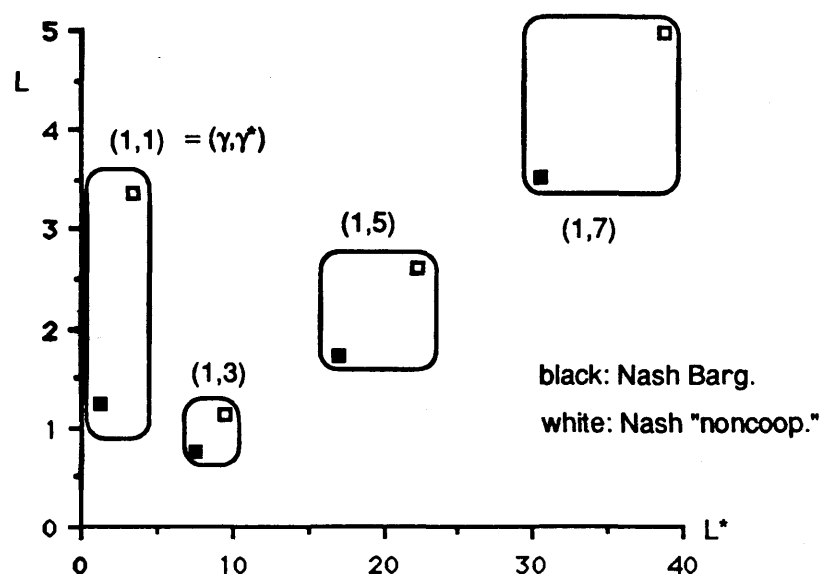 5
L
4
(1,1) = (γ,γ*)
3
(1,5)
(1,7)
2
(1,3)
black: Nash Barg.
1
white: Nash "noncoop."
0
L*
0 10 20 30 40